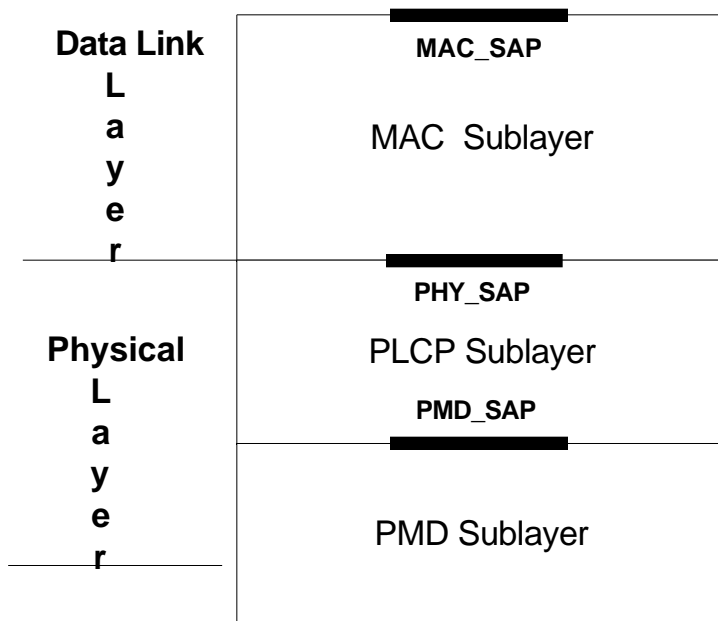 Data Link
L
a
y
e
r
MAC_SAP
MAC Sublayer
PHY_SAP
Physical
L
a
y
e
r
PLCP Sublayer
PMD_SAP
PMD Sublayer